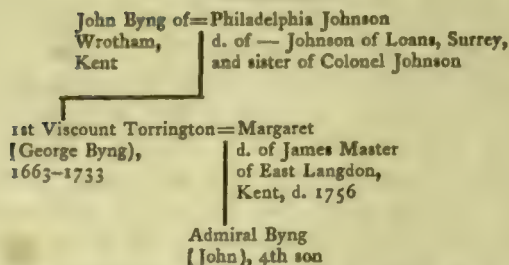 John Byng of = Philadelphia Johnson
Wrotham, d. of — Johnson of Loans, Surrey,
Kent and sister of Colonel Johnson
1st Viscount Torrington = Margaret
[George Byng), d. of James Master
1663–1733 of East Langdon,
Kent, d. 1756
Admiral Byng
[John), 4th son